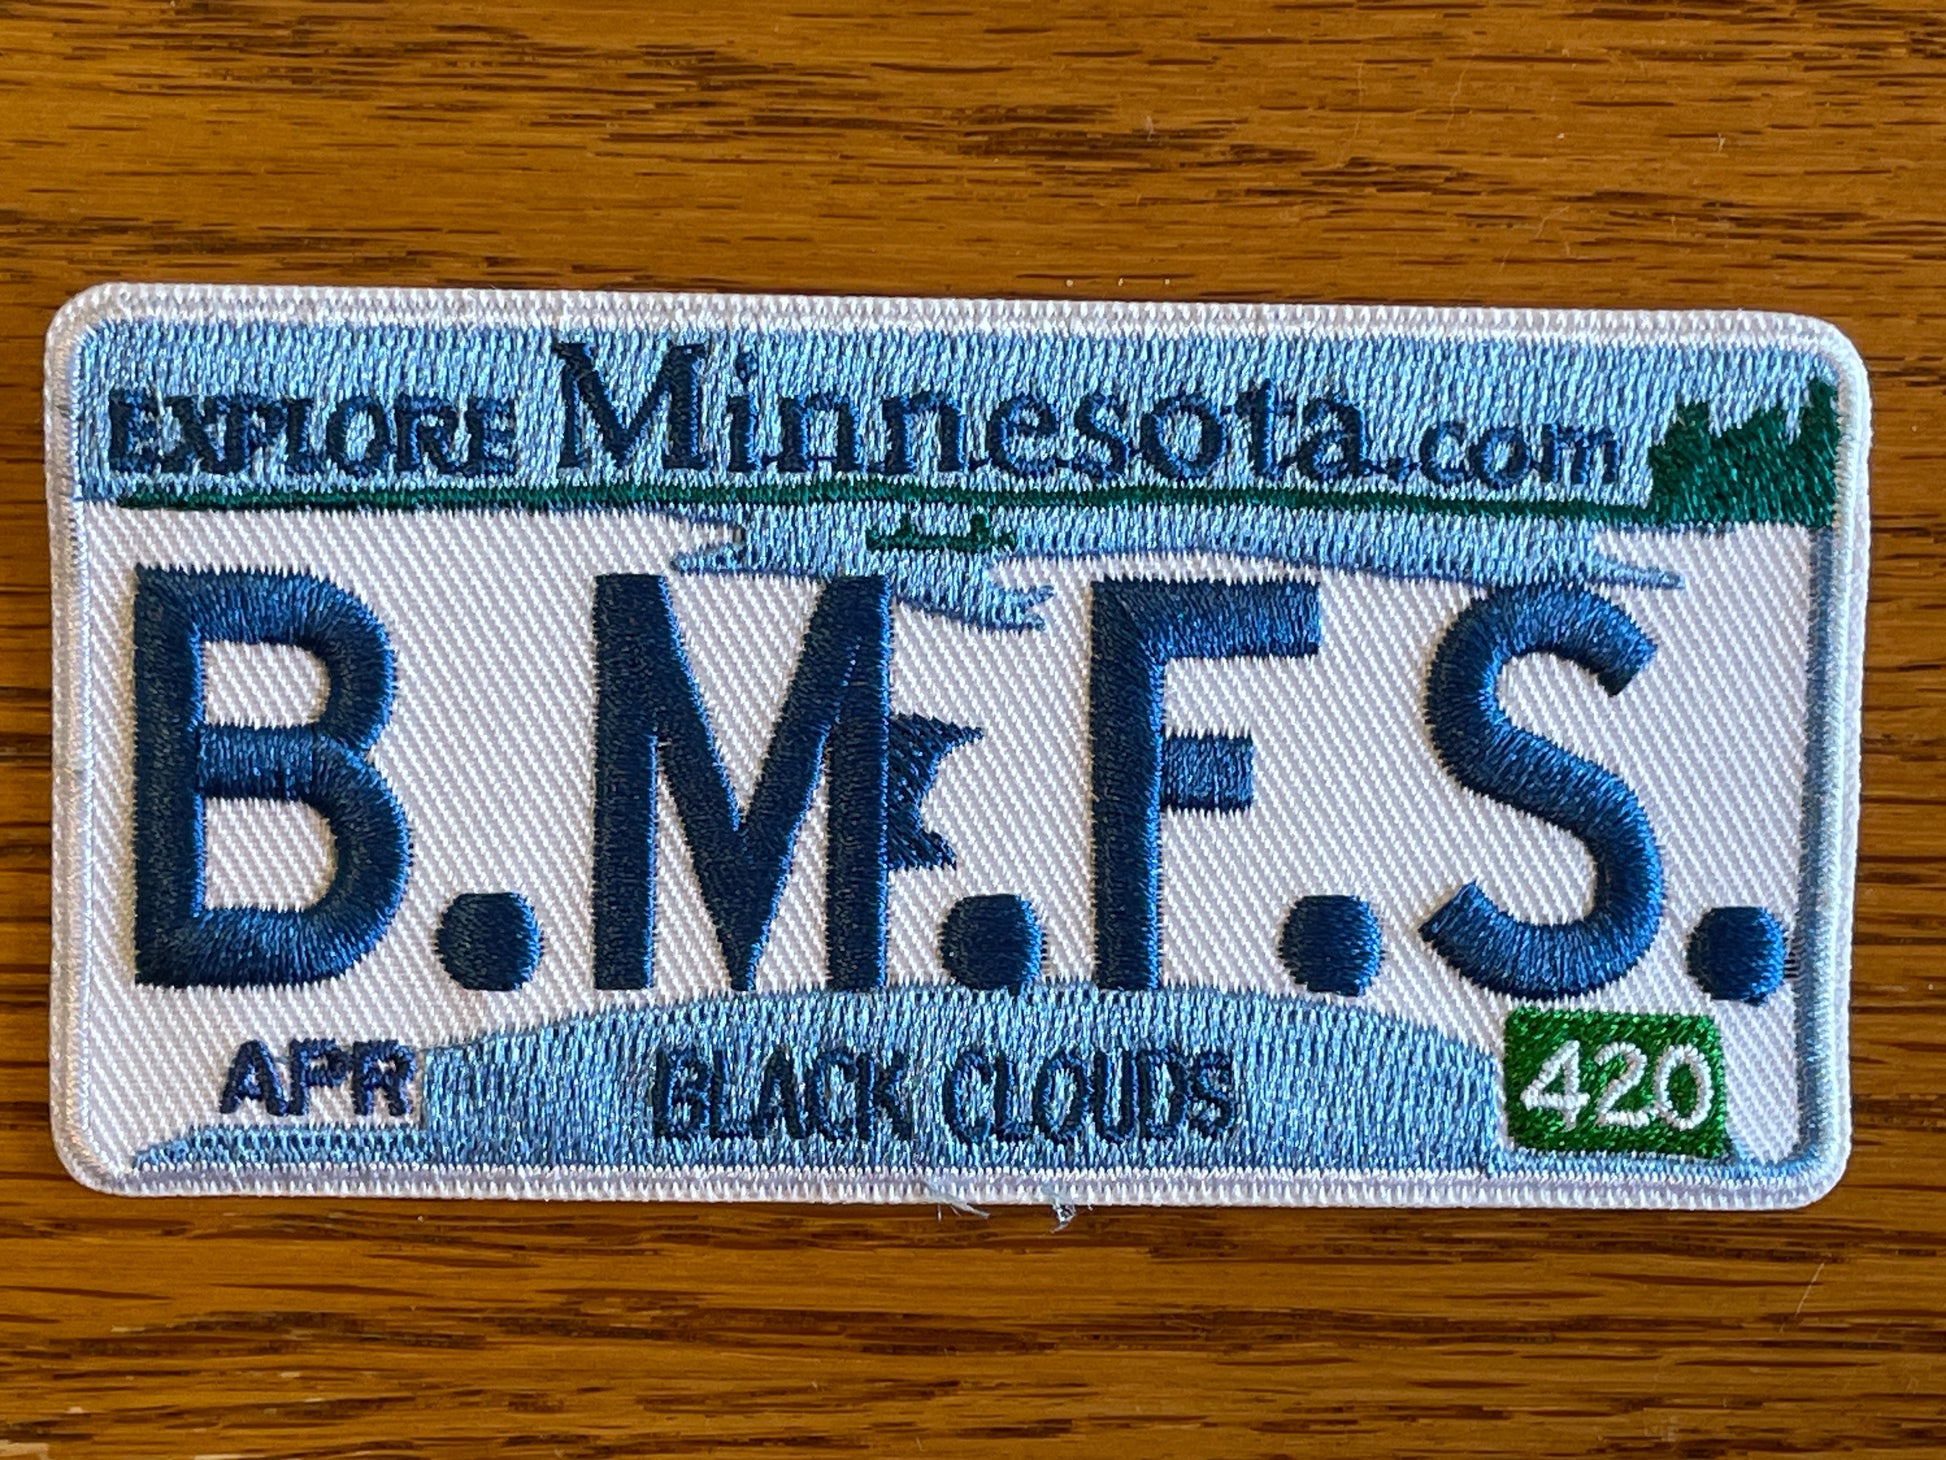 EXPLORE Minnesota.com
B.M.F.S.
APR BLACK CLOUDS 420